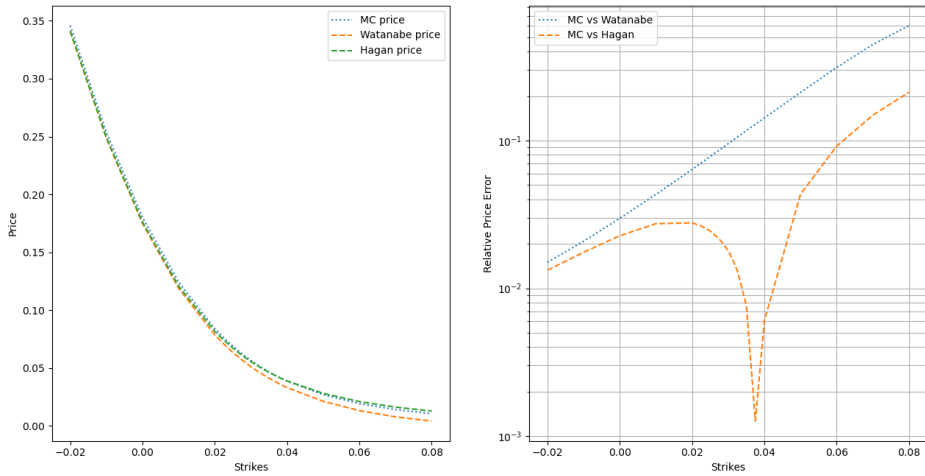 MC price
Watanabe price
Hagan price
0.35
0.30
0.25
0.20
0.15
0.10
0.05
0.00
Price
−0.02 0.00 0.02 0.04 0.06 0.08
Strikes
MC vs Watanabe
MC vs Hagan
10⁻¹
10⁻²
10⁻³
Relative Price Error
−0.02 0.00 0.02 0.04 0.06 0.08
Strikes